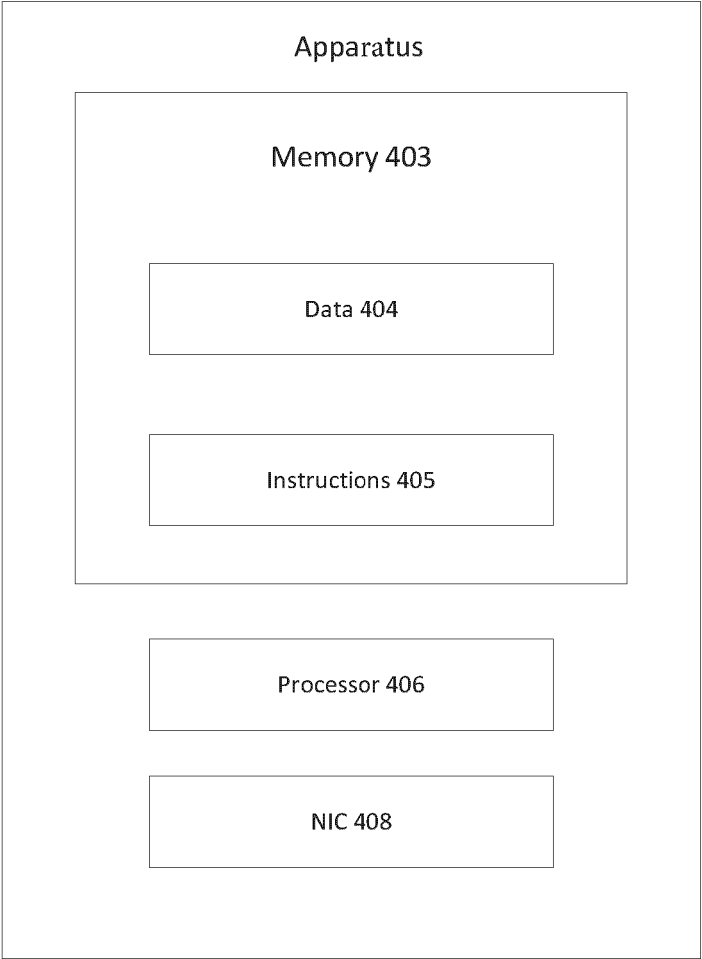 Apparatus
Memory 403
Data 404
Instructions 405
Processor 406
NIC 408